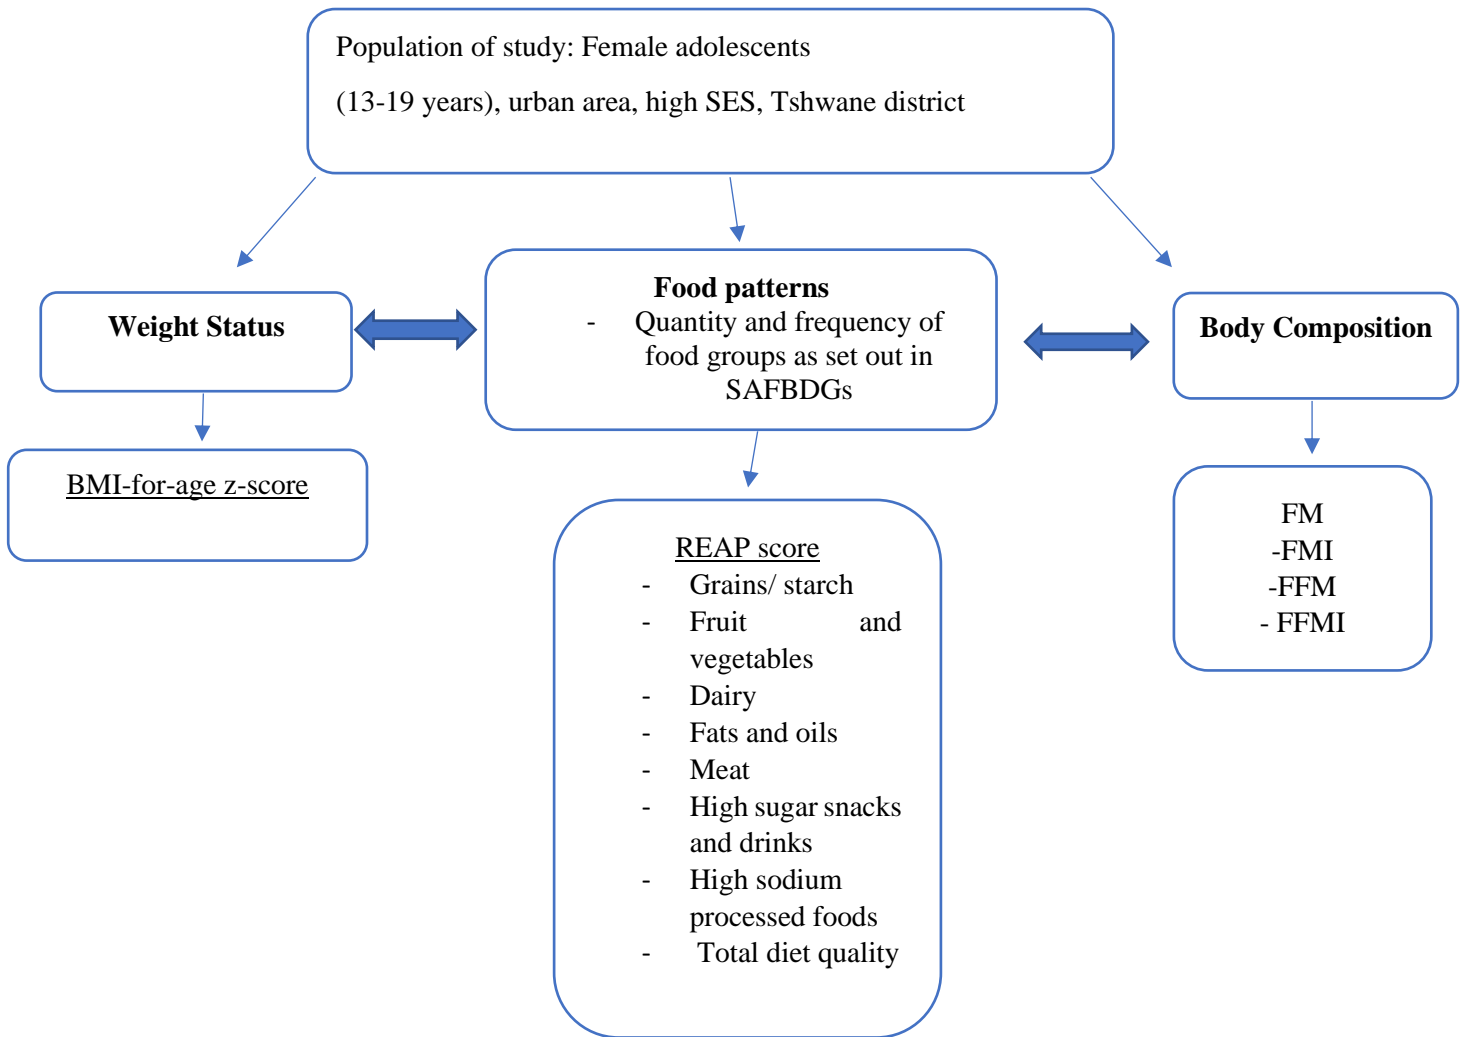 Population of study: Female adolescents
(13-19 years), urban area, high SES, Tshwane district
Weight Status
Food patterns
- Quantity and frequency of
food groups as set out in
SAFBDGs
Body Composition
BMI-for-age z-score
REAP score
- Grains/ starch
- Fruit and
vegetables
- Dairy
- Fats and oils
- Meat
- High sugar snacks
and drinks
- High sodium
processed foods
- Total diet quality
FM
-FMI
-FFM
- FFMI